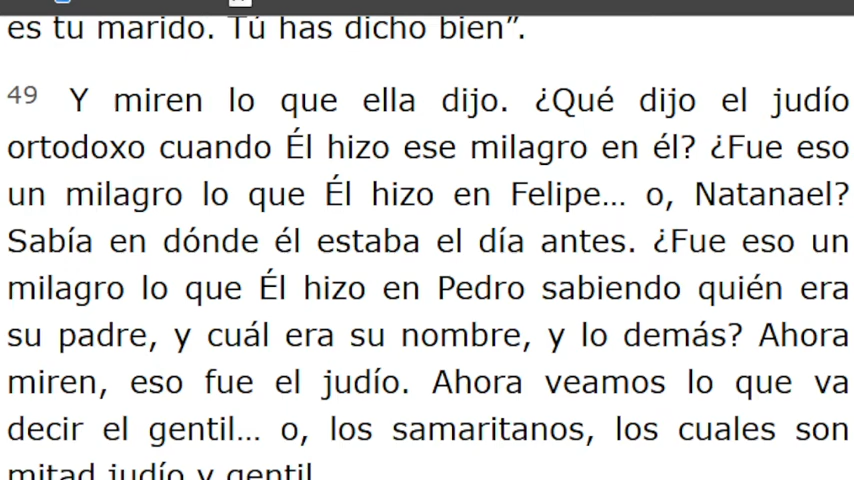 es tu marido. Tú has dicho bien”.
49 Y miren lo que ella dijo. ¿Qué dijo el judío
ortodoxo cuando Él hizo ese milagro en él? ¿Fue eso
un milagro lo que Él hizo en Felipe... o, Natanael?
Sabía en dónde él estaba el día antes. ¿Fue eso un
milagro lo que Él hizo en Pedro sabiendo quién era
su padre, y cuál era su nombre, y lo demás? Ahora
miren, eso fue el judío. Ahora veamos lo que va
decir el gentil... o, los samaritanos, los cuales son
mitad judío y gentil